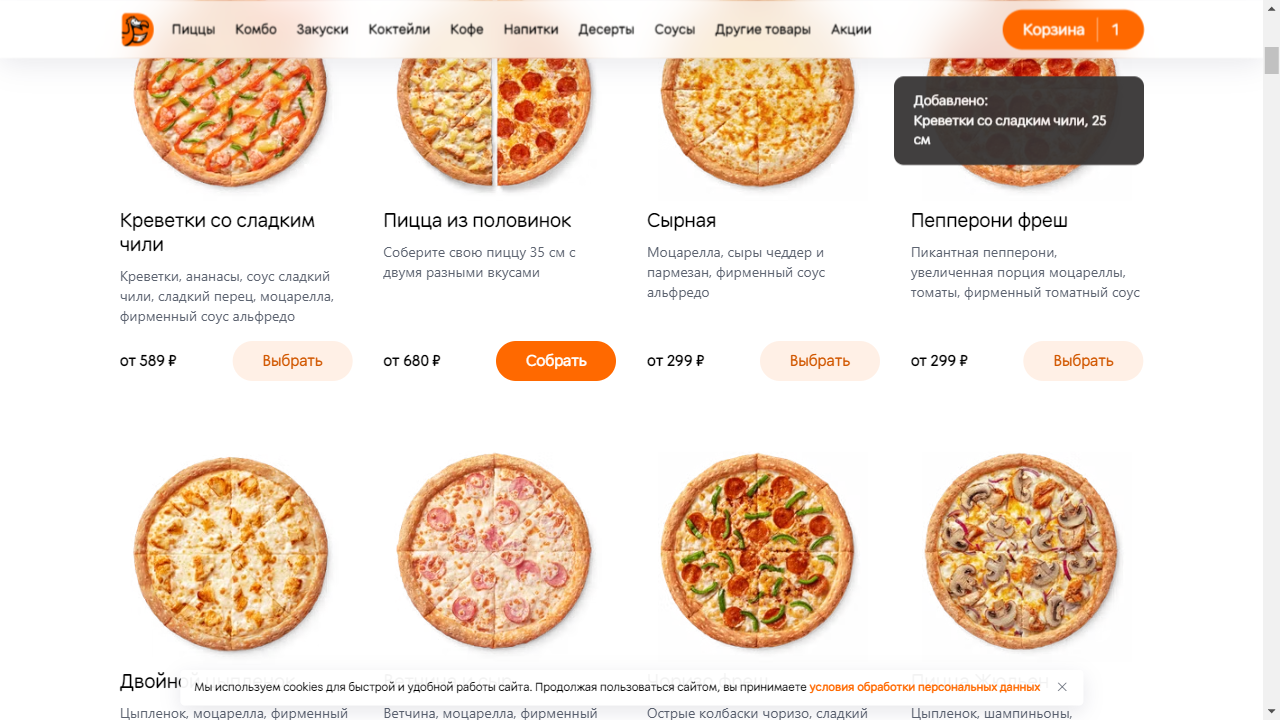 Пиццы Комбо Закуски Коктейли Кофе Напитки Десерты Соусы Другие товары Акции Корзина 1
Добавлено:
Креветки со сладким чили, 25
см
Креветки со сладким
чили
Креветки, ананасы, соус сладкий
чили, сладкий перец, моцарелла,
фирменный соус альфредо
от 589 ₽ Выбрать
Пицца из половинок
Соберите свою пиццу 35 см с
двумя разными вкусами
от 680 ₽ Собрать
Сырная
Моцарелла, сыры чеддер и
пармезан, фирменный соус
альфредо
от 299 ₽ Выбрать
Пепперони фреш
Пикантная пепперони,
увеличенная порция моцареллы,
томаты, фирменный томатный соус
от 299 ₽ Выбрать
Цыпленок, моцарелла, фирменный
Ветчина, моцарелла, фирменный
Острые колбаски чоризо, сладкий
Цыпленок, шампиньоны,
Мы используем cookies для быстрой и удобной работы сайта. Продолжая пользоваться сайтом, вы принимаете условия обработки персональных данных